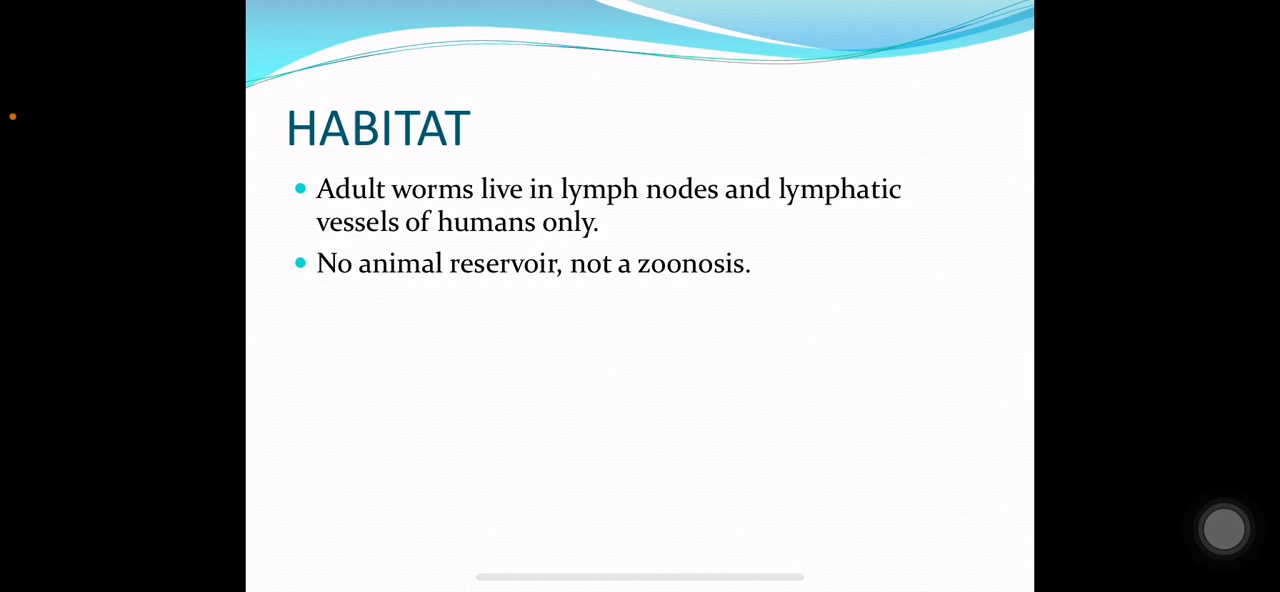 HABITAT
Adult worms live in lymph nodes and lymphatic
vessels of humans only.
No animal reservoir, not a zoonosis.